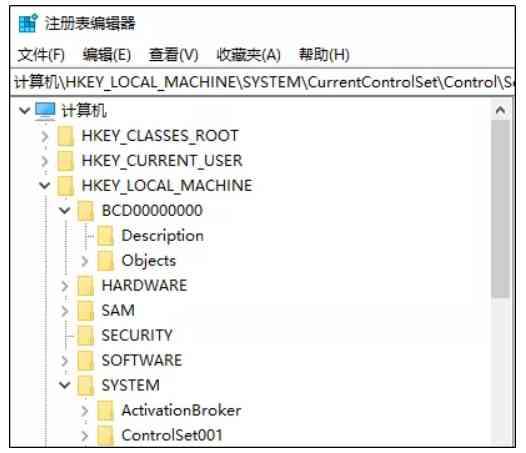 注册表编辑器
文件(F) 编辑(E) 查看(V) 收藏夹(A) 帮助(H)
计算机\HKEY_LOCAL_MACHINE\SYSTEM\CurrentControlSet\Control\Se
计算机
HKEY_CLASSES_ROOT
HKEY_CURRENT_USER
HKEY_LOCAL_MACHINE
BCD00000000
Description
Objects
HARDWARE
SAM
SECURITY
SOFTWARE
SYSTEM
ActivationBroker
ControlSet001